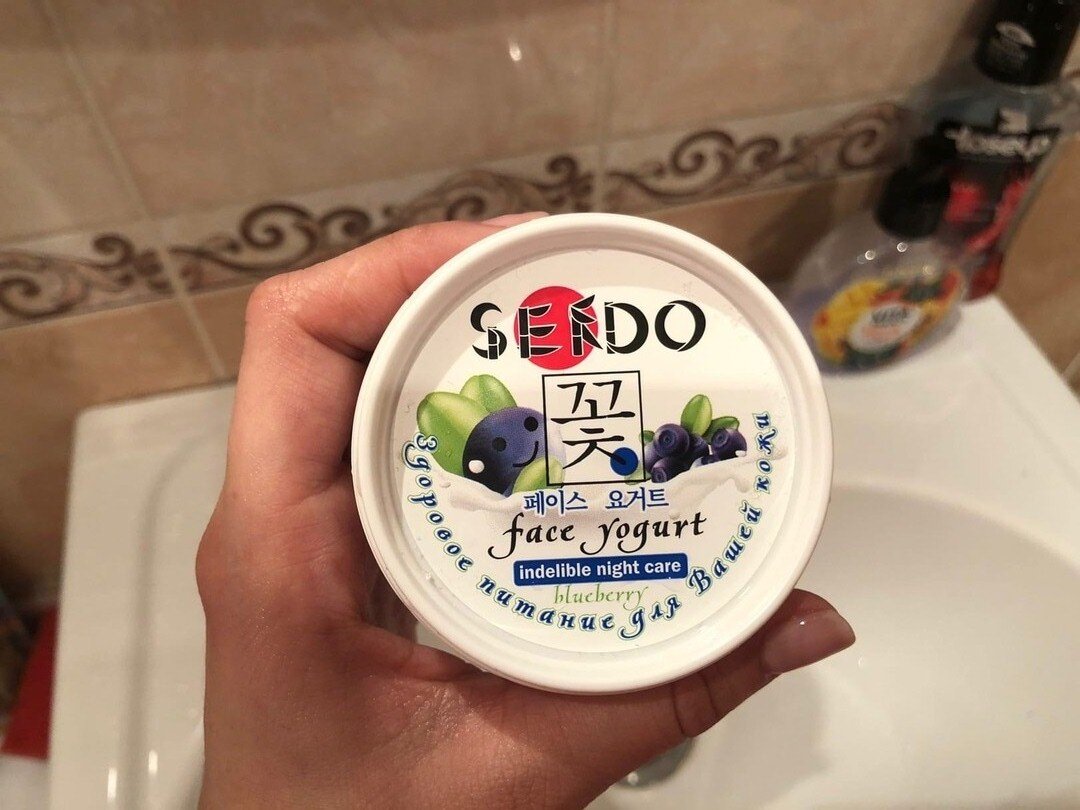 SENDO
꽃
페이스 요거트
face yogurt
indelible night care
blueberry
Здоровое питание для Вашей кожи